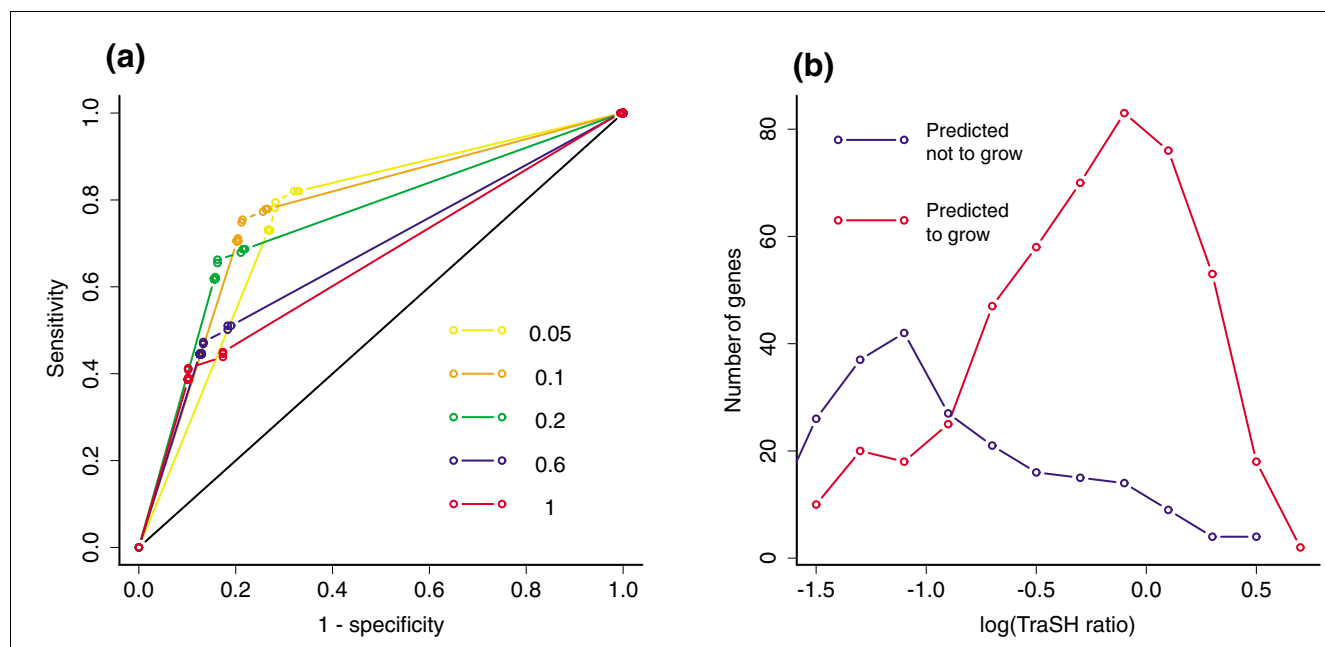 (a)
Sensitivity
0.0
0.2
0.4
0.6
0.8
1.0
0.05
0.1
0.2
0.6
1
0.0
0.2
0.4
0.6
0.8
1.0
1 - specificity
(b)
Number of genes
0
20
40
60
80
Predicted
not to grow
Predicted
to grow
-1.5
-1.0
-0.5
0.0
0.5
log(TraSH ratio)